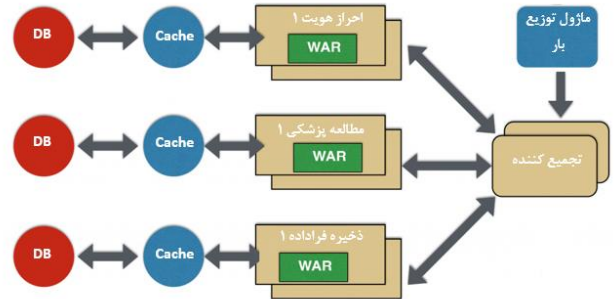 DB
Cache
احراز هویت ۱
WAR
ماژول توزیع
بار
DB
Cache
مطالعه پزشکی ۱
WAR
تجمیع کننده
DB
Cache
ذخیره فراداده ۱
WAR